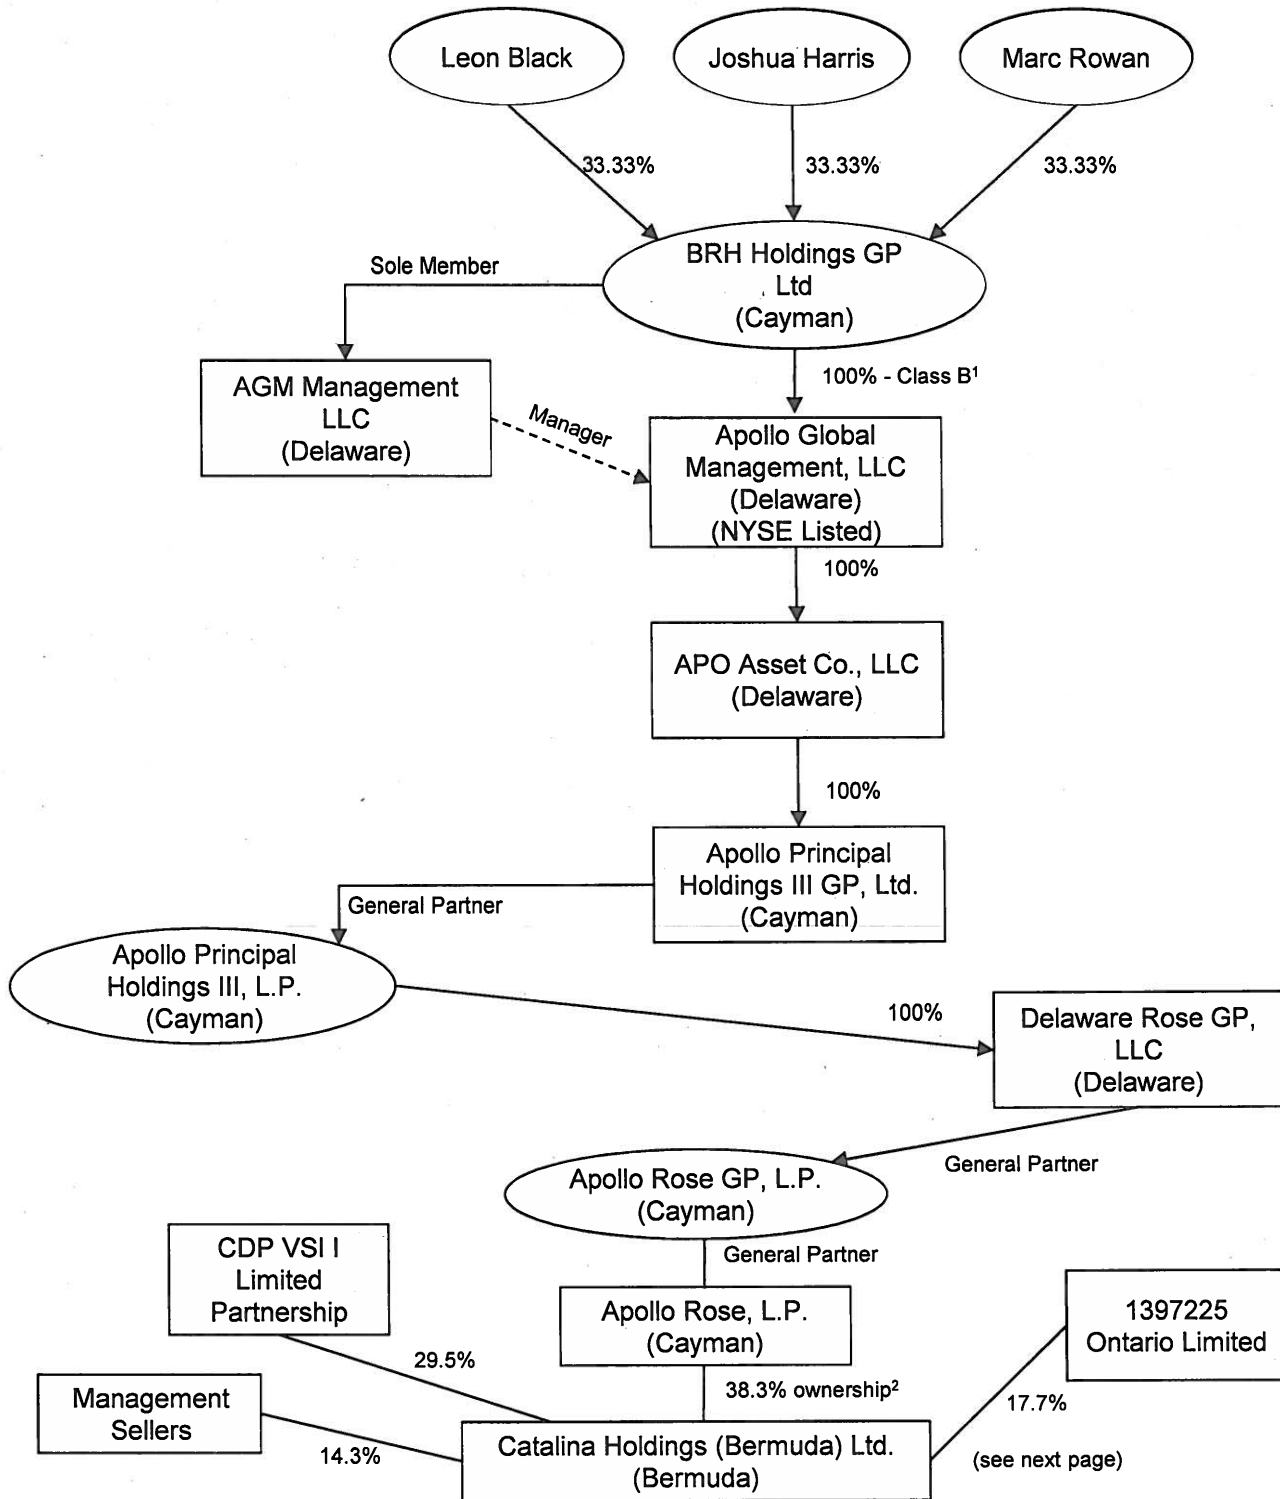 Leon Black
Joshua Harris
Marc Rowan
33.33%
33.33%
33.33%
BRH Holdings GP
Ltd
(Cayman)
Sole Member
100% - Class B¹
AGM Management
LLC
(Delaware)
Manager
Apollo Global
Management, LLC
(Delaware)
(NYSE Listed)
100%
APO Asset Co., LLC
(Delaware)
100%
Apollo Principal
Holdings III GP, Ltd.
(Cayman)
General Partner
Apollo Principal
Holdings III, L.P.
(Cayman)
100%
Delaware Rose GP,
LLC
(Delaware)
General Partner
Apollo Rose GP, L.P.
(Cayman)
General Partner
CDP VSI I
Limited
Partnership
Apollo Rose, L.P.
(Cayman)
1397225
Ontario Limited
29.5%
38.3% ownership²
17.7%
Management
Sellers
14.3%
Catalina Holdings (Bermuda) Ltd.
(Bermuda)
(see next page)